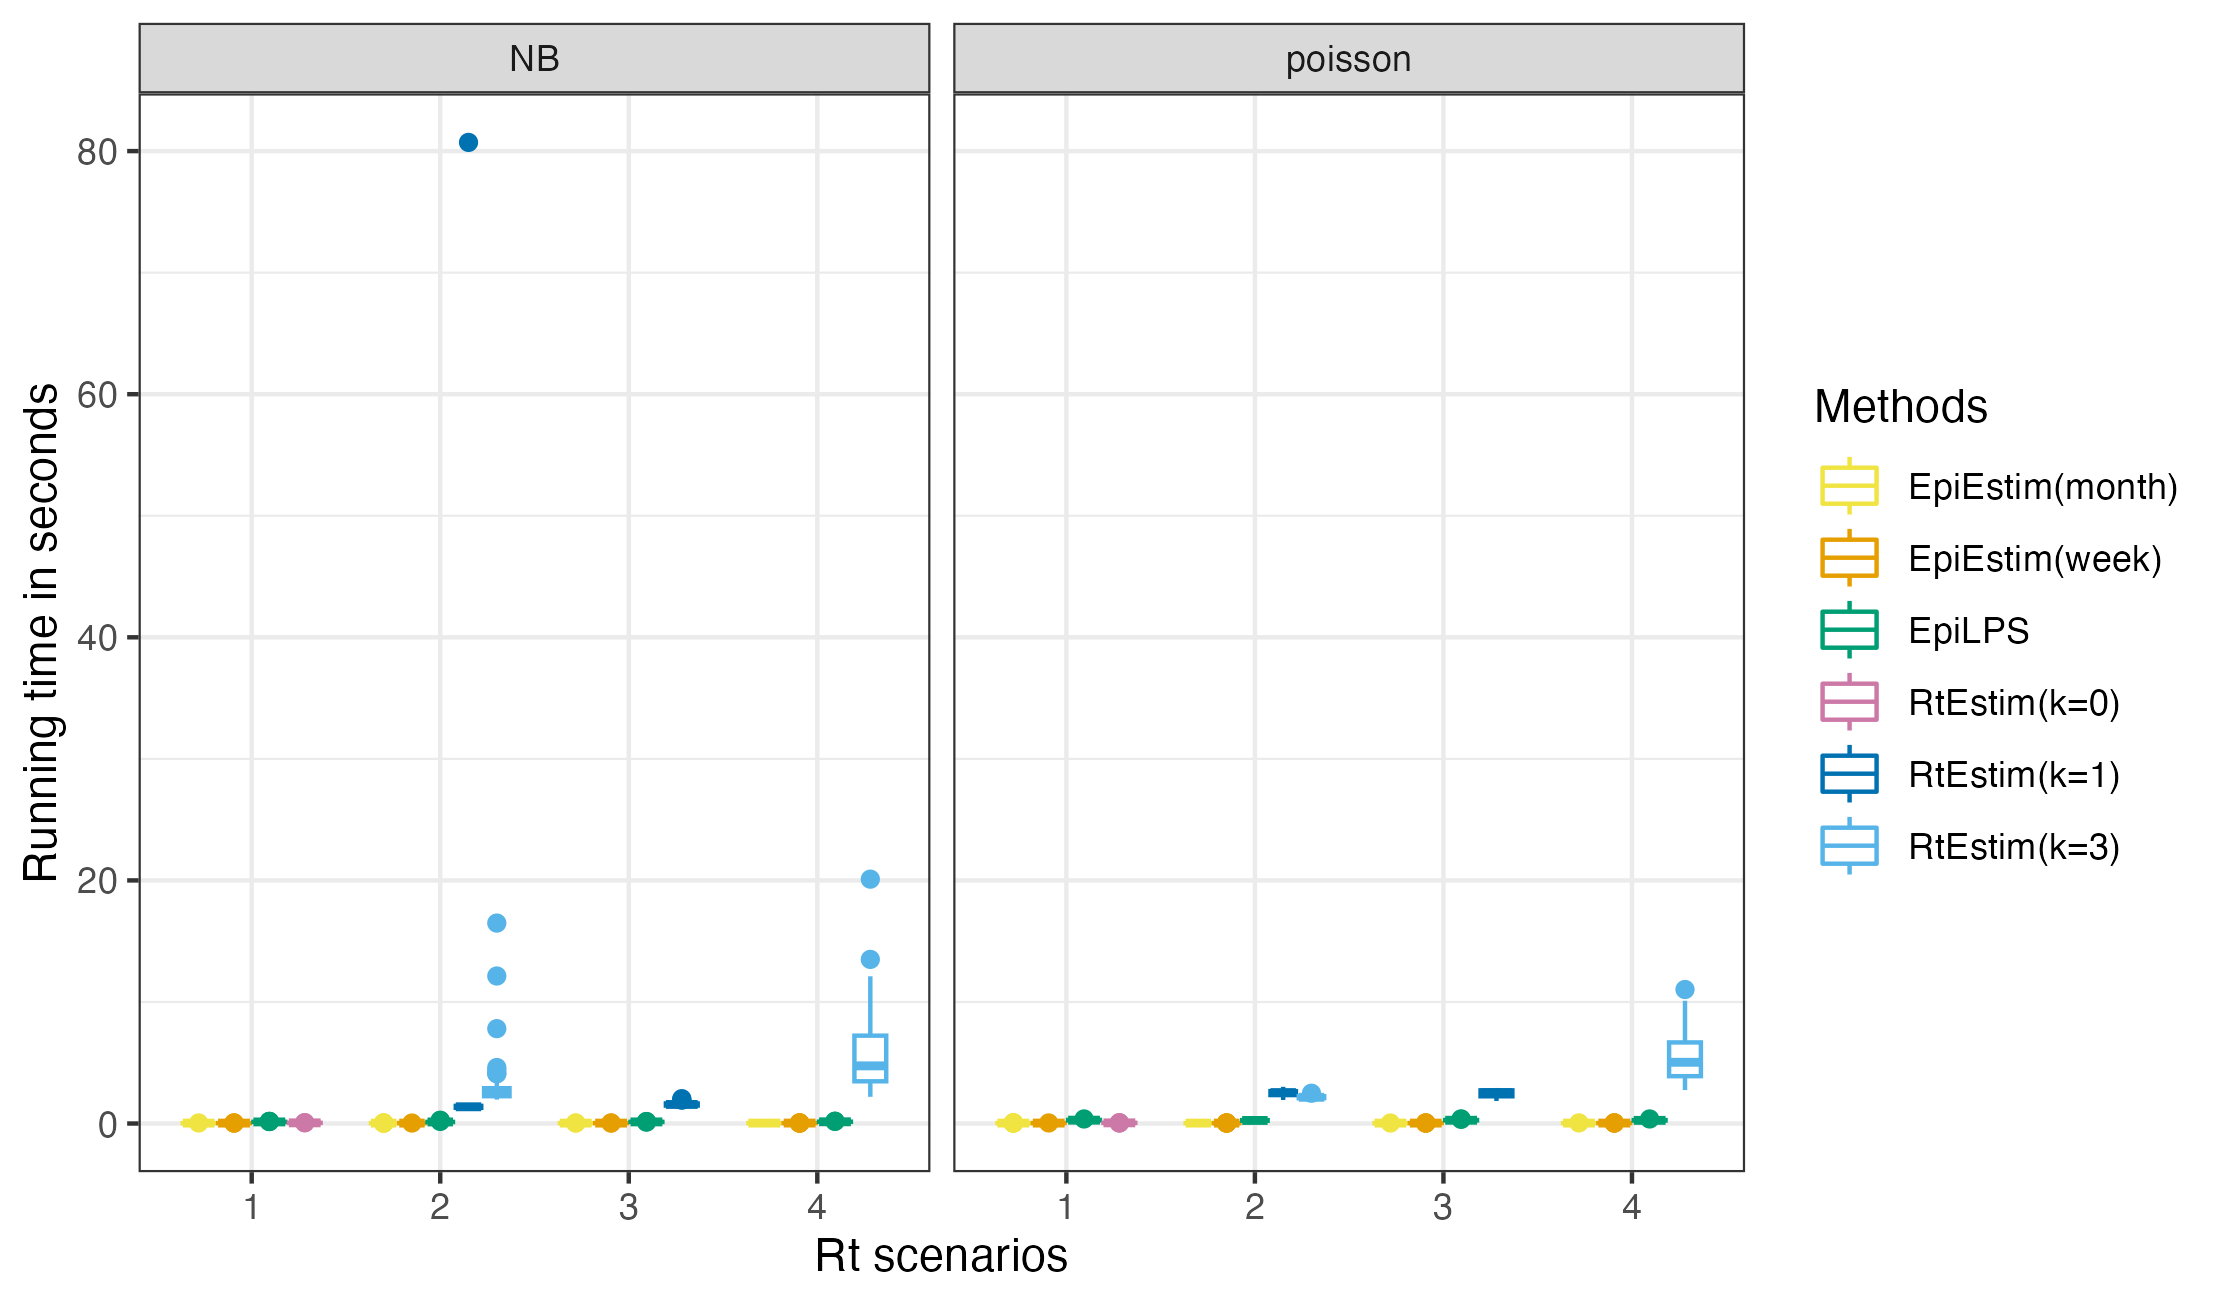 NB
poisson
80
60
40
20
0
Running time in seconds
1 2 3 4
1 2 3 4
Rt scenarios
Methods
EpiEstim(month)
EpiEstim(week)
EpiLPS
RtEstim(k=0)
RtEstim(k=1)
RtEstim(k=3)